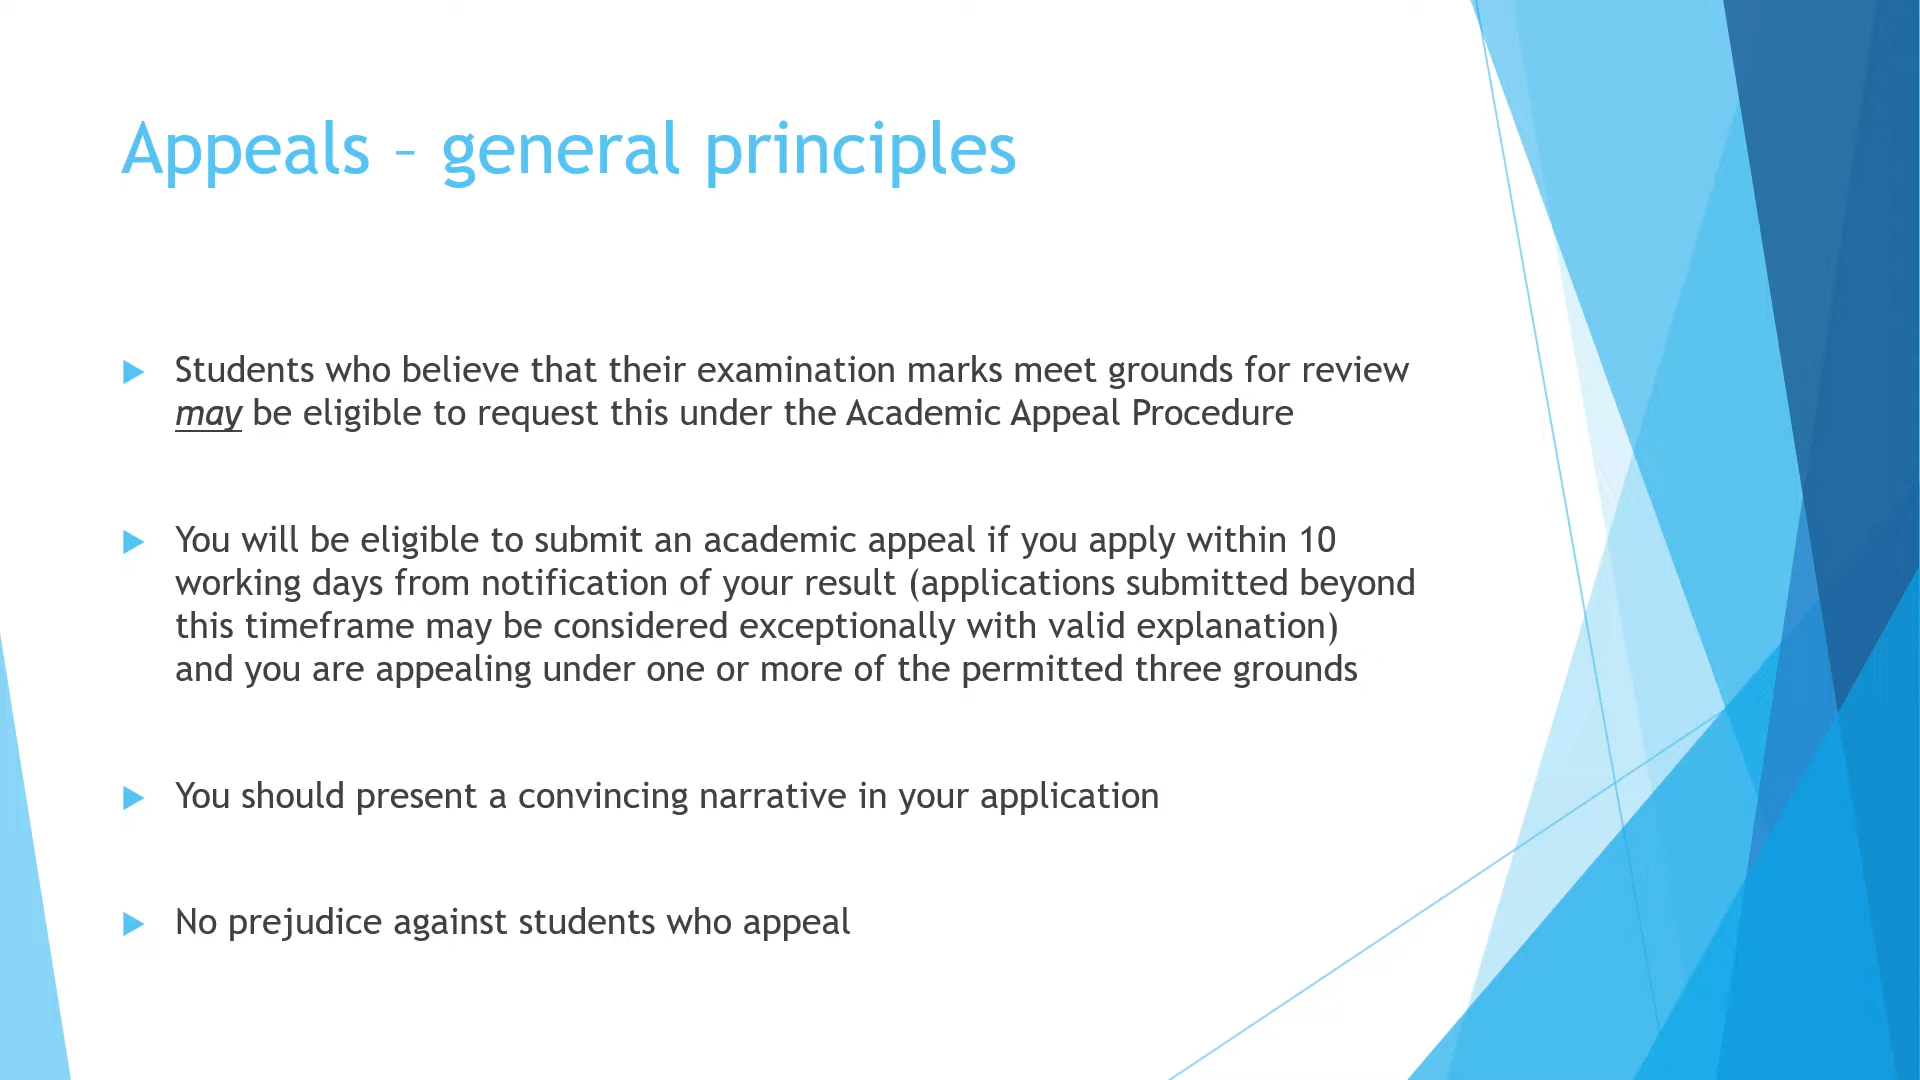 Appeals – general principles
Students who believe that their examination marks meet grounds for review
may be eligible to request this under the Academic Appeal Procedure
You will be eligible to submit an academic appeal if you apply within 10
working days from notification of your result (applications submitted beyond
this timeframe may be considered exceptionally with valid explanation)
and you are appealing under one or more of the permitted three grounds
You should present a convincing narrative in your application
No prejudice against students who appeal